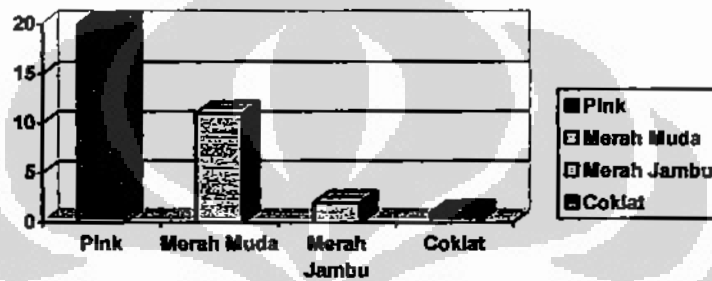 20
15
10
5
0
Pink
Merah Muda
Merah
Jambu
Coklat
Pink
Merah Muda
Merah Jambu
Coklat